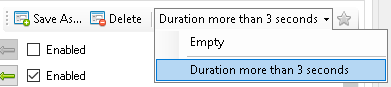 Save As... Delete Duration more than 3 seconds
Enabled Empty
Enabled Duration more than 3 seconds